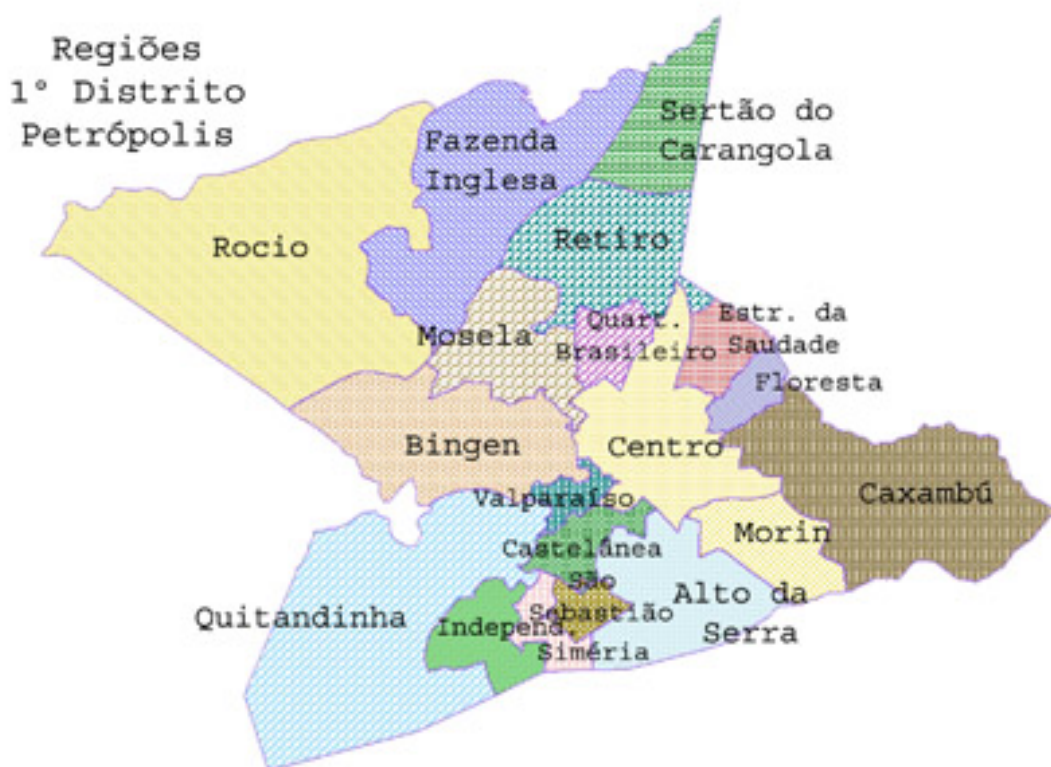 Regiões
1° Distrito
Petrópolis
Sertão do
Carangola
Fazenda
Inglesa
Rocio
Retiro
Mosela
Quart.
Brasileiro
Estr. da
Saudade
Floresta
Bingen
Centro
Caxambú
Valparaíso
Morin
Castelânea
São
Sebastião
Alto da
Serra
Quitandinha
Independ.
Siméria